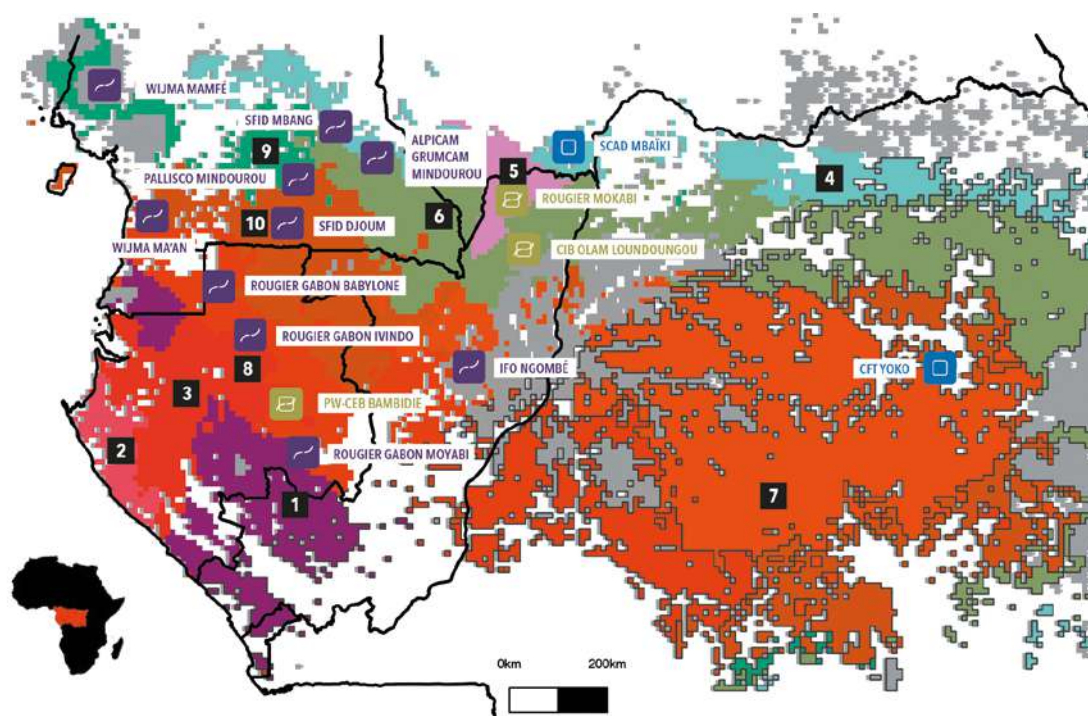 WIJMA MAMFÉ
SFID MBANG
ALPICAM
GRUMCAM
MINDOUROU
SCAD MBAÏKI
9
5
4
PALLISCO MINDOUROU
ROUGIER MOKABI
6
10
SFID DJOUM
WIJMA MA'AN
CIB OLAM LOUNDOUNGOU
ROUGIER GABON BABYLONE
ROUGIER GABON IVINDO
8
IFO NGOMBÉ
CFT YOKO
3
PW-CEB BAMBIDIE
2
ROUGIER GABON MOYABI
1
7
0km
200km